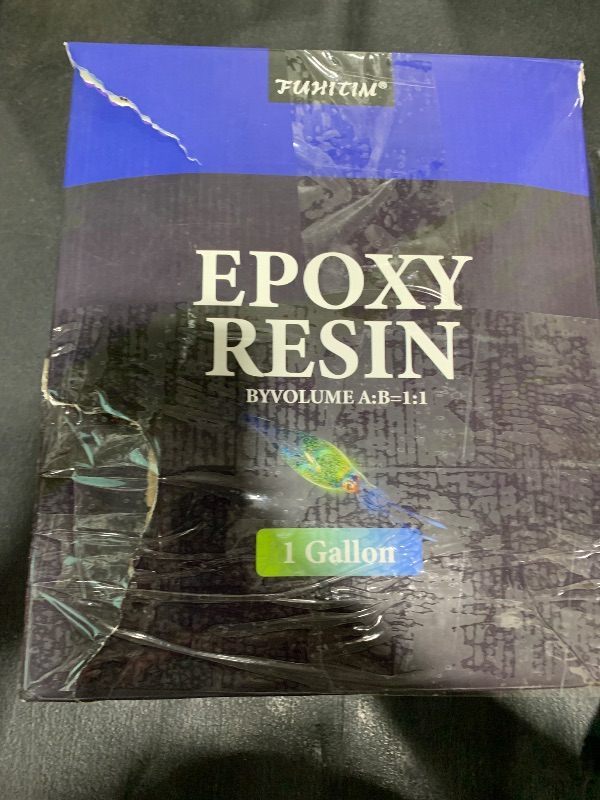 FUHITIM®
EPOXY
RESIN
BYVOLUME A:B=1:1
1 Gallon